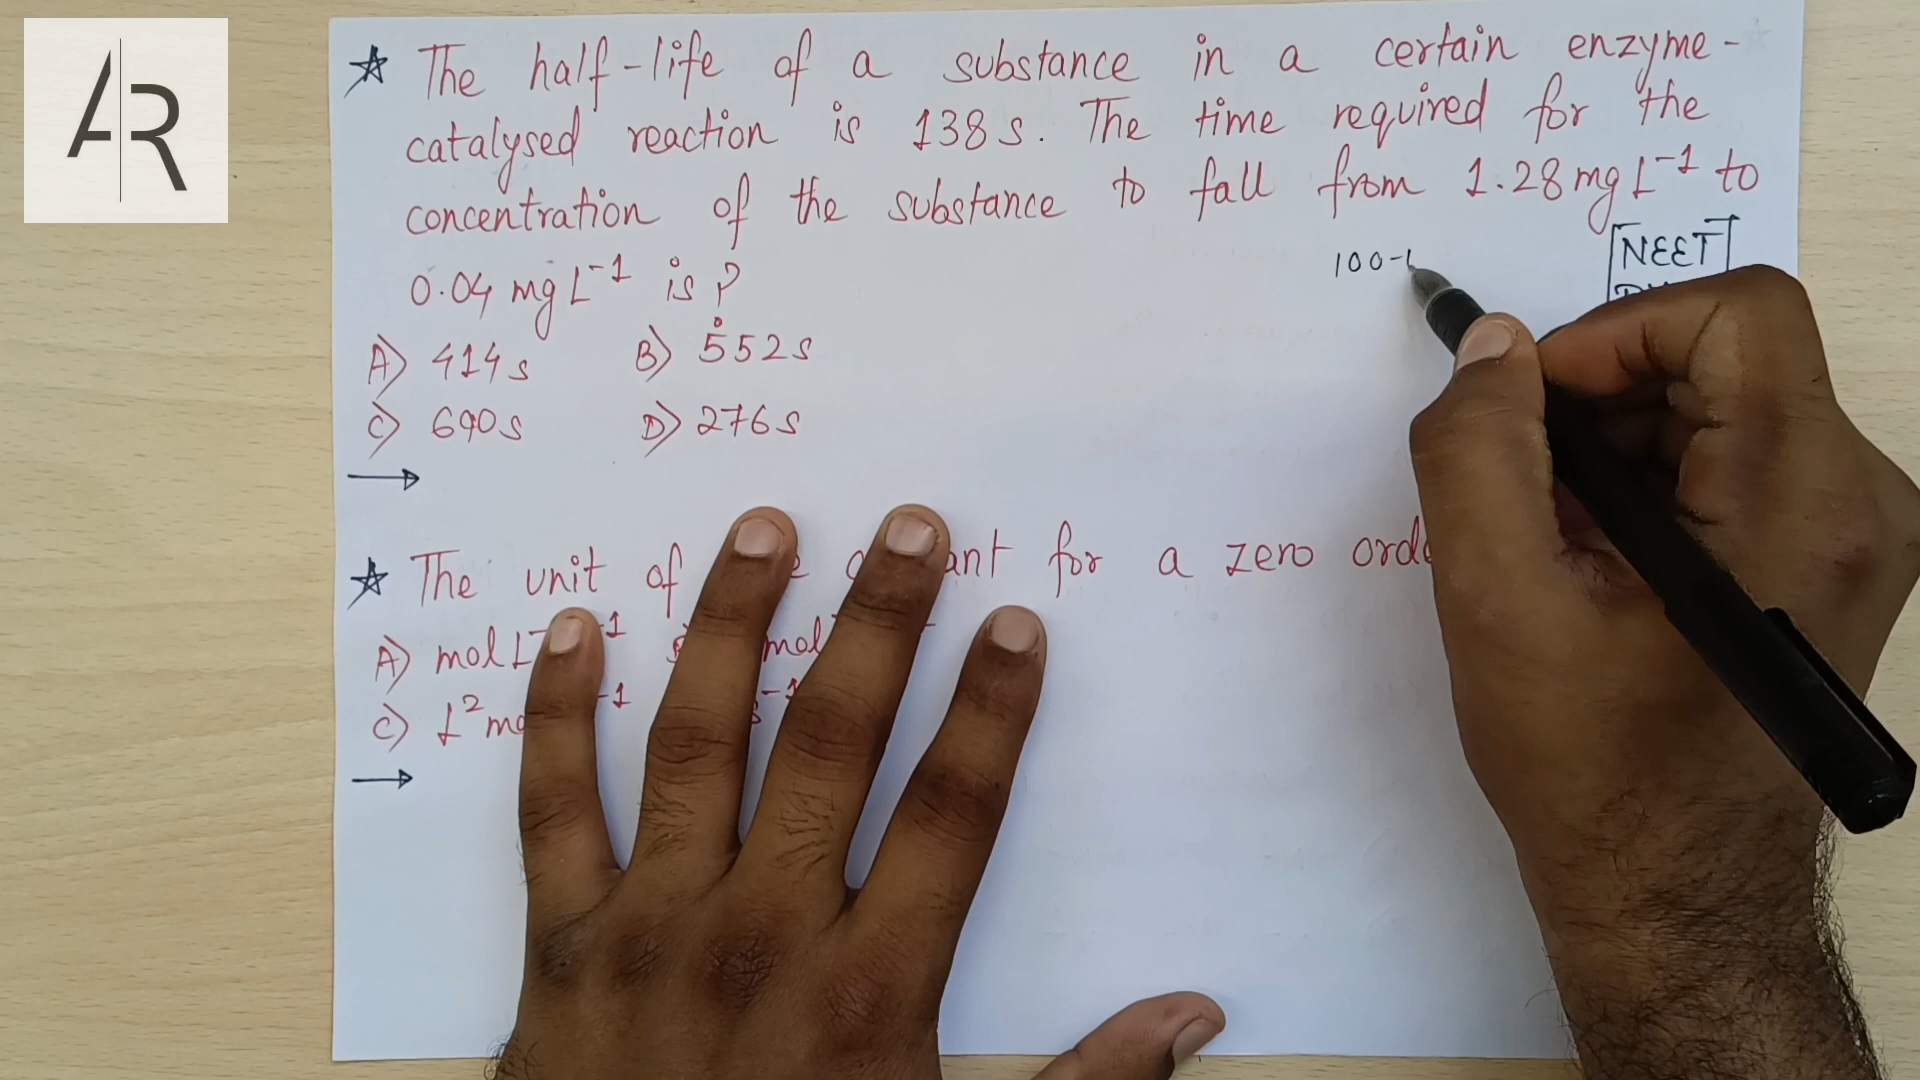 AR
★ The half-life of a substance in a certain enzyme-
catalysed reaction is 138 s. The time required for the
concentration of the substance to fall from 1.28 mg L⁻¹ to
0.04 mg L⁻¹ is ?
100-
NEET
A) 414 s B) 552 s
C) 690 s D) 276 s
→
★ The unit of for a zero
A) mol L
C) L²
→